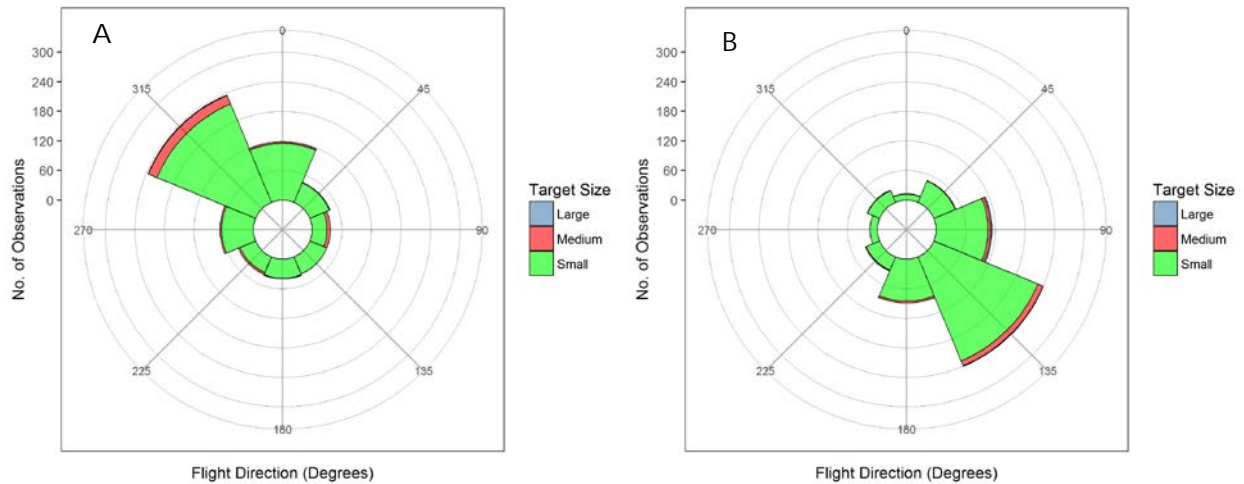 A
0
45
90
135
180
225
270
315
300
240
180
120
60
0
No. of Observations
Flight Direction (Degrees)
Target Size
Large
Medium
Small
B
0
45
90
135
180
225
270
315
300
240
180
120
60
0
No. of Observations
Flight Direction (Degrees)
Target Size
Large
Medium
Small